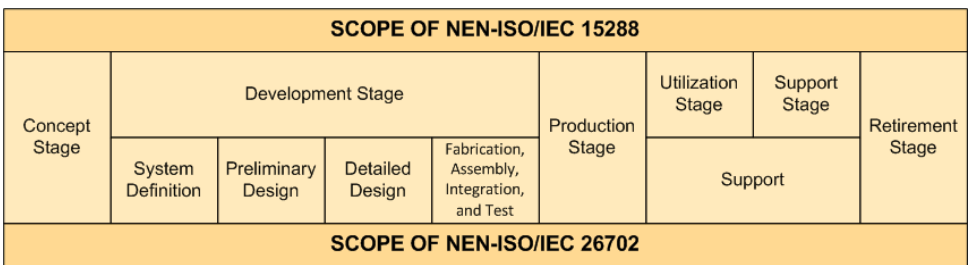 SCOPE OF NEN-ISO/IEC 15288
Concept
Stage
Development Stage
System
Definition
Preliminary
Design
Detailed
Design
Fabrication,
Assembly,
Integration,
and Test
Production
Stage
Utilization
Stage
Support
Stage
Support
Retirement
Stage
SCOPE OF NEN-ISO/IEC 26702